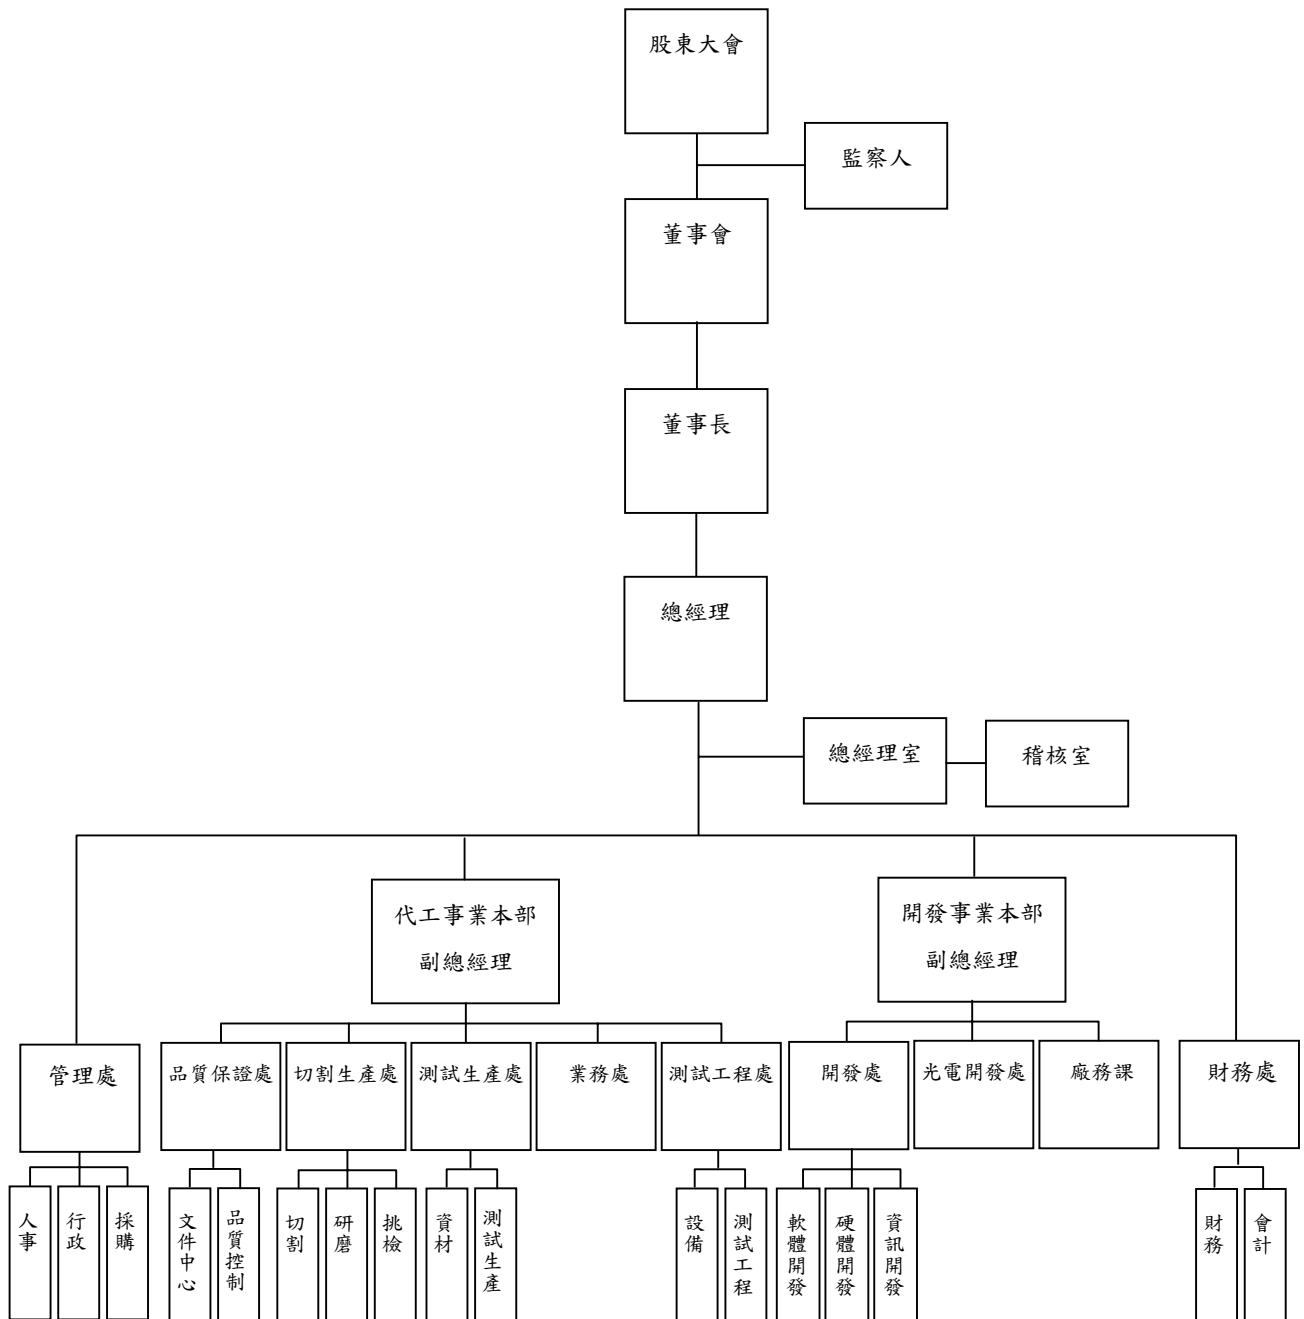 股東大會
監察人
董事會
董事長
總經理
總經理室
稽核室
代工事業本部
副總經理
開發事業本部
副總經理
管理處
品質保證處
切割生產處
測試生產處
業務處
測試工程處
開發處
光電開發處
廠務課
財務處
人事
行政
採購
文件中心
品質控制
切割
研磨
挑檢
資材
測試生產
設備
測試工程
軟體開發
硬體開發
資訊開發
財務
會計